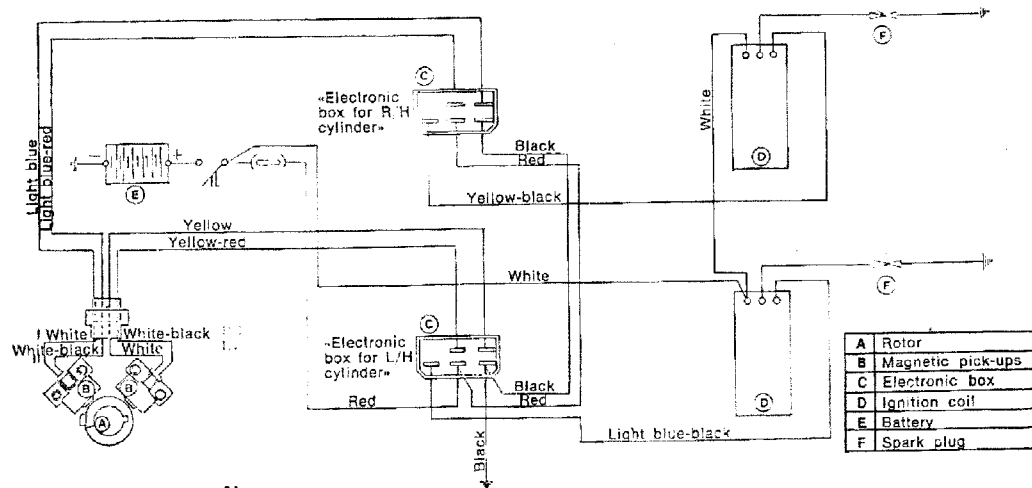 C
«Electronic
box for R/H
cylinder»
F
White
D
Light blue
Light blue-red
−
+
E
Black
Red
Yellow-black
Yellow
Yellow-red
White
F
White
White-black
White-black
White
B
B
A
C
«Electronic
box for L/H
cylinder»
Black
Red
Red
Black
Light blue-black
D
A Rotor
B Magnetic pick-ups
C Electronic box
D Ignition coil
E Battery
F Spark plug